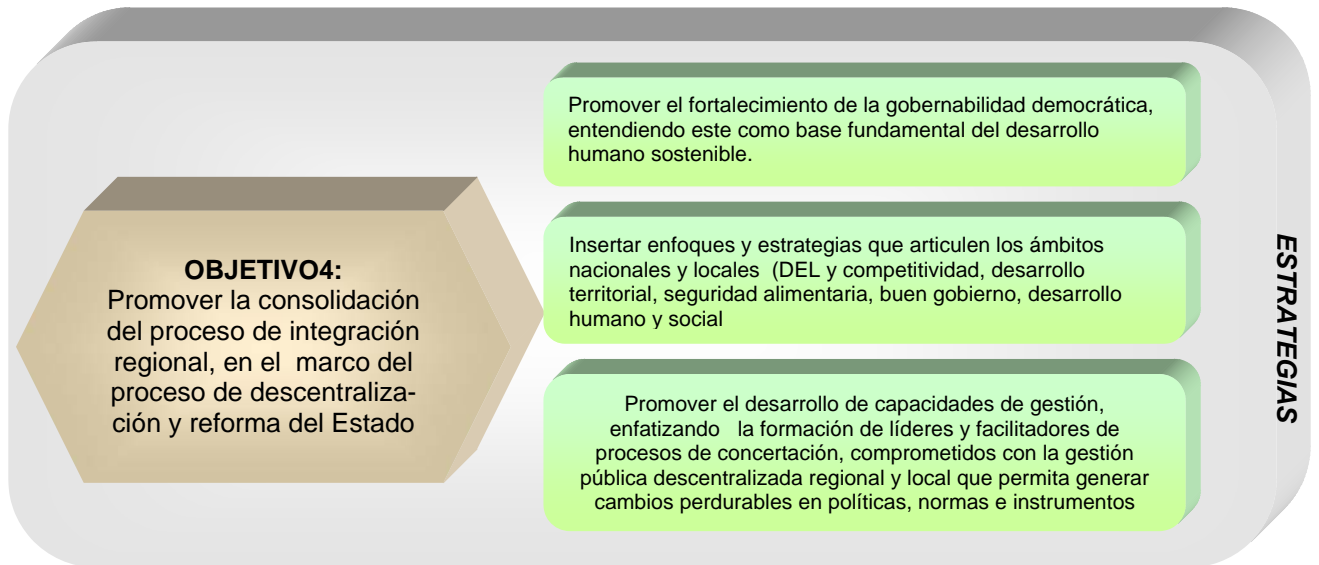 OBJETIVO4:
Promover la consolidación
del proceso de integración
regional, en el marco del
proceso de descentraliza-
ción y reforma del Estado
Promover el fortalecimiento de la gobernabilidad democrática,
entendiendo este como base fundamental del desarrollo
humano sostenible.
Insertar enfoques y estrategias que articulen los ámbitos
nacionales y locales (DEL y competitividad, desarrollo
territorial, seguridad alimentaria, buen gobierno, desarrollo
humano y social
Promover el desarrollo de capacidades de gestión,
enfatizando la formación de líderes y facilitadores de
procesos de concertación, comprometidos con la gestión
pública descentralizada regional y local que permita generar
cambios perdurables en políticas, normas e instrumentos
ESTRATEGIAS